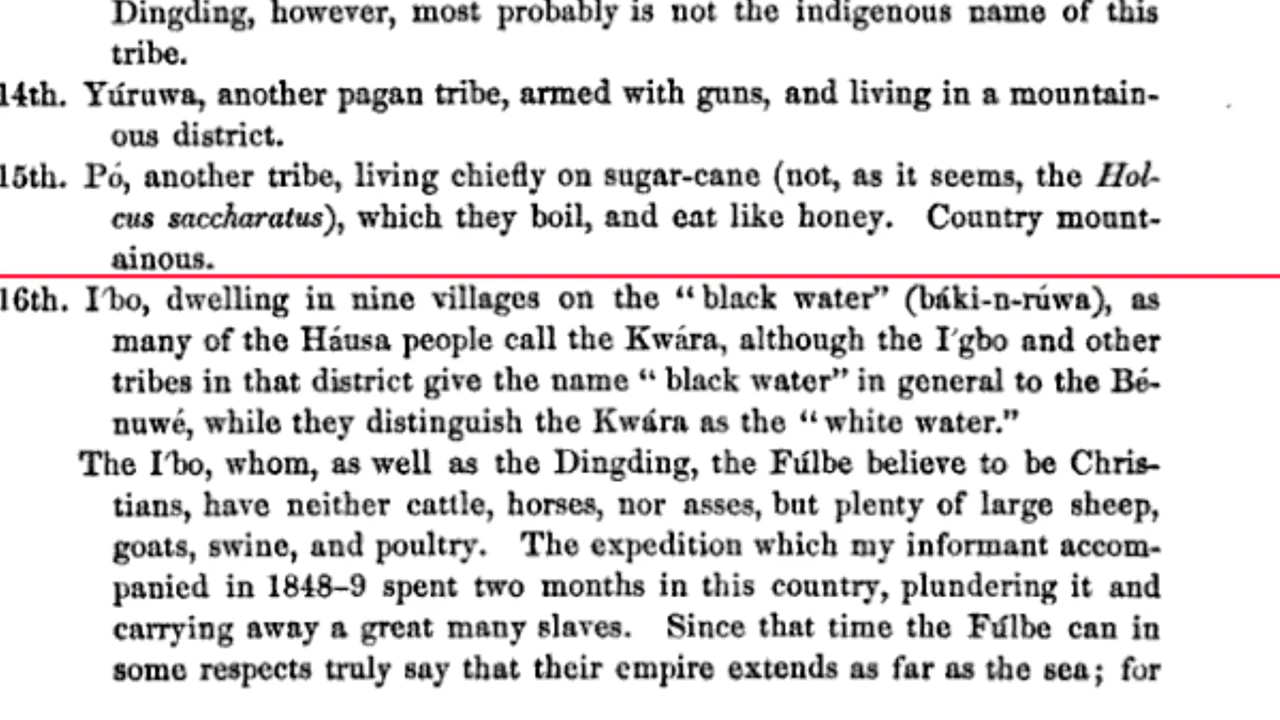 Dingding, however, most probably is not the indigenous name of this
tribe.
14th. Yúruwa, another pagan tribe, armed with guns, and living in a mountain-
ous district.
15th. Pó, another tribe, living chiefly on sugar-cane (not, as it seems, the Hol-
cus saccharatus), which they boil, and eat like honey. Country mount-
ainous.
16th. I′bo, dwelling in nine villages on the “black water” (báki-n-rúwa), as
many of the Háusa people call the Kwára, although the I′gbo and other
tribes in that district give the name “black water” in general to the Bé-
nuwé, while they distinguish the Kwára as the “white water.”
The I′bo, whom, as well as the Dingding, the Fúlbe believe to be Chris-
tians, have neither cattle, horses, nor asses, but plenty of large sheep,
goats, swine, and poultry. The expedition which my informant accom-
panied in 1848–9 spent two months in this country, plundering it and
carrying away a great many slaves. Since that time the Fúlbe can in
some respects truly say that their empire extends as far as the sea; for